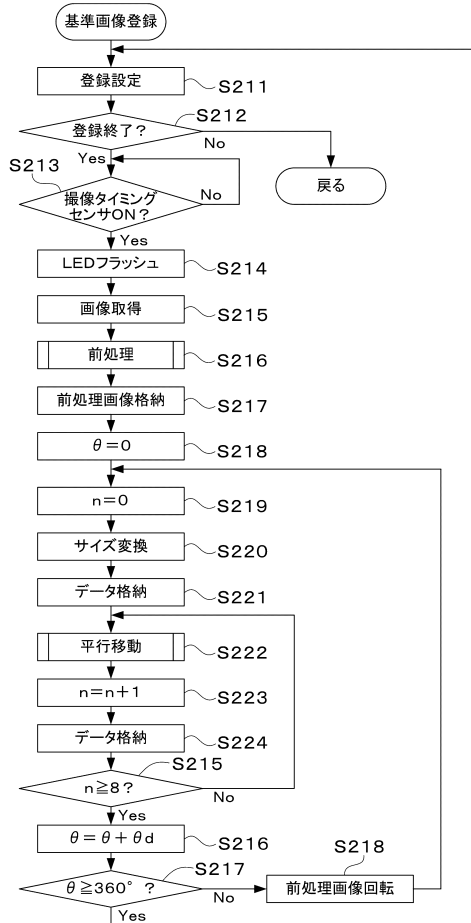 基準画像登録
登録設定
S211
登録終了?
S212
Yes
No
戻る
S213
撮像タイミング
センサON?
No
Yes
LEDフラッシュ
S214
画像取得
S215
前処理
S216
前処理画像格納
S217
θ=0
S218
n=0
S219
サイズ変換
S220
データ格納
S221
平行移動
S222
n=n+1
S223
データ格納
S224
n≧8?
S215
No
Yes
θ=θ+θd
S216
θ≧360°?
S217
No
前処理画像回転
S218
Yes